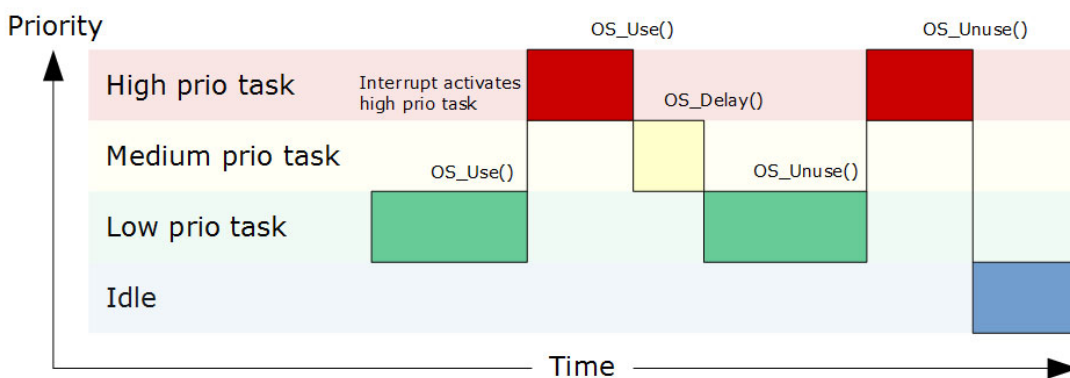 Priority
OS_Use()
OS_Unuse()
High prio task
Interrupt activates
high prio task
OS_Delay()
Medium prio task
OS_Use()
OS_Unuse()
Low prio task
Idle
Time